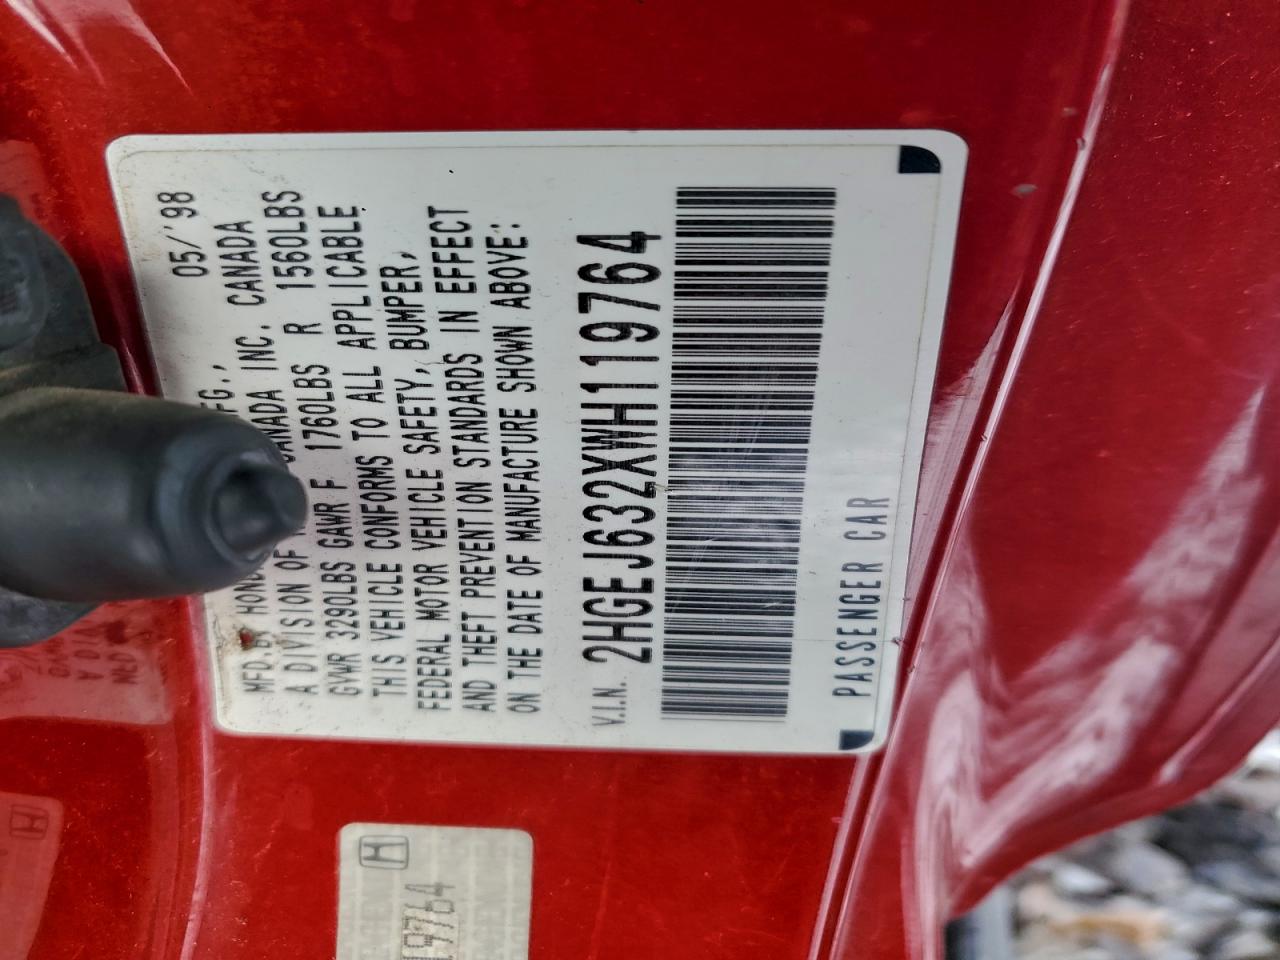 05/'98
MFD. HONDA MFG., CANADA
A DIVISION OF CANADA INC.
GVWR 3290LBS GAWR F 1760LBS R 1560LBS
THIS VEHICLE CONFORMS TO ALL APPLICABLE
FEDERAL MOTOR VEHICLE SAFETY, BUMPER,
AND THEFT PREVENTION STANDARDS IN EFFECT
ON THE DATE OF MANUFACTURE SHOWN ABOVE:
V.I.N. 2HGEJ632XWH119764
PASSENGER CAR
19764